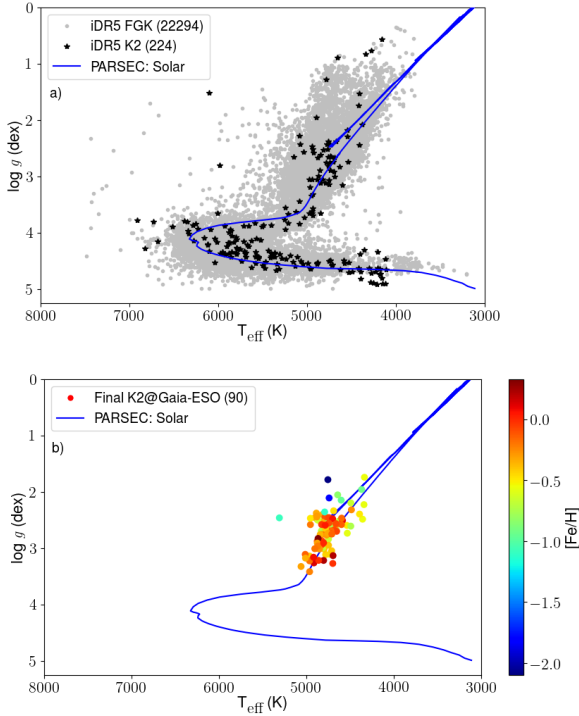 iDR5 FGK (22294)
iDR5 K2 (224)
PARSEC: Solar
a)
0
1
2
3
4
5
log g (dex)
8000 7000 6000 5000 4000 3000
T_eff (K)
Final K2@Gaia-ESO (90)
PARSEC: Solar
b)
0
1
2
3
4
5
log g (dex)
8000 7000 6000 5000 4000 3000
T_eff (K)
0.0
−0.5
−1.0
−1.5
−2.0
[Fe/H]